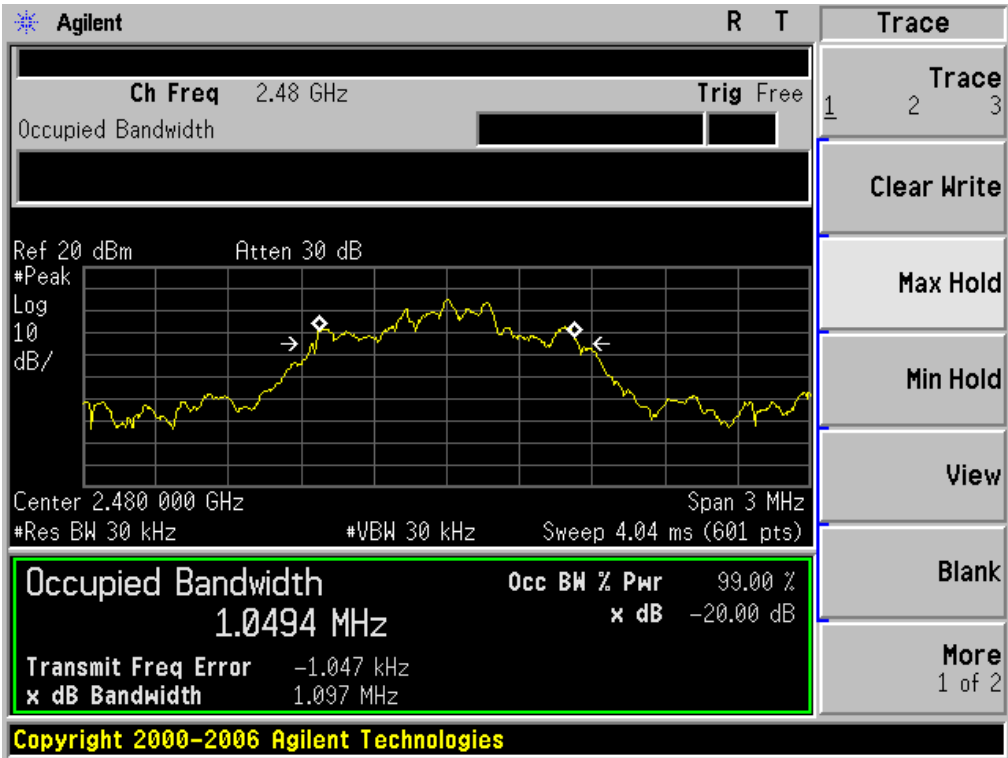 Agilent R T
Trace
Ch Freq 2.48 GHz Trig Free
Occupied Bandwidth
Trace
1 2 3
Clear Write
Max Hold
Min Hold
View
Blank
More
1 of 2
Ref 20 dBm Atten 30 dB
#Peak
Log
10
dB/
Center 2.480 000 GHz Span 3 MHz
#Res BW 30 kHz #VBW 30 kHz Sweep 4.04 ms (601 pts)
Occupied Bandwidth
1.0494 MHz
Occ BW % Pwr 99.00 %
x dB -20.00 dB
Transmit Freq Error -1.047 kHz
x dB Bandwidth 1.097 MHz
Copyright 2000-2006 Agilent Technologies